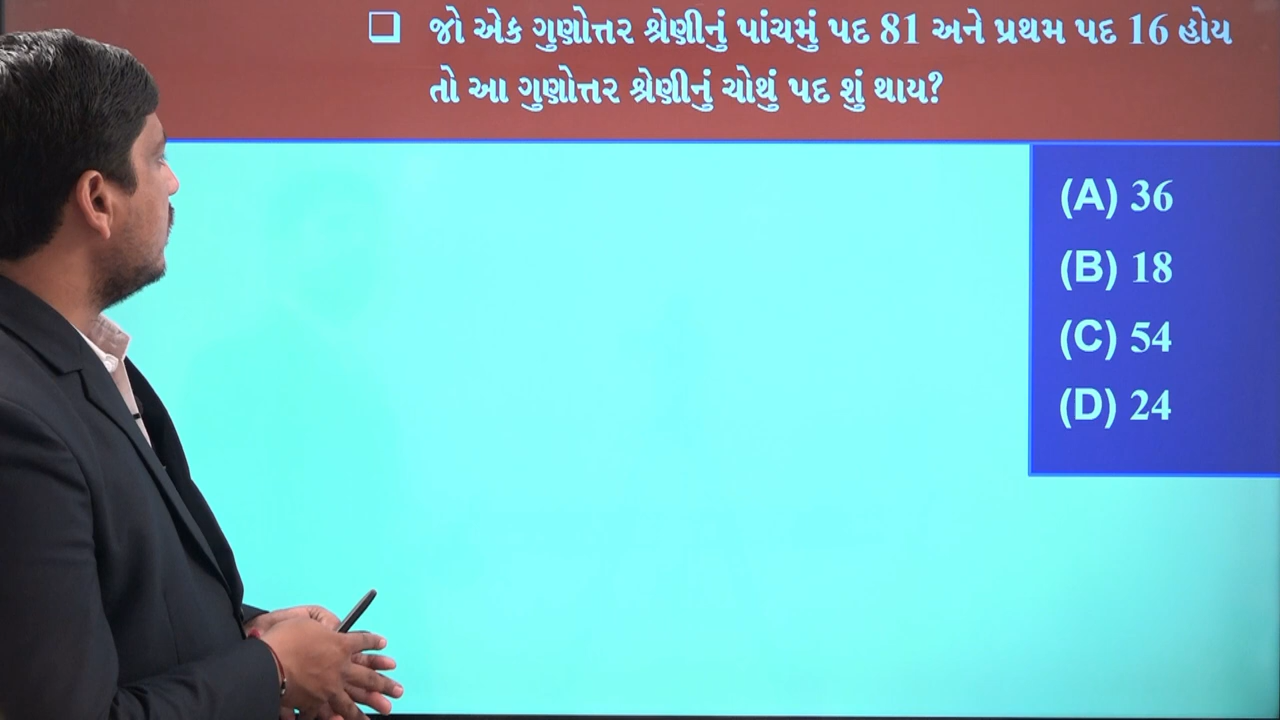 ❑ જો એક ગુણોત્તર શ્રેણીનું પાંચમું પદ 81 અને પ્રથમ પદ 16 હોય
તો આ ગુણોત્તર શ્રેણીનું ચોથું પદ શું થાય?
(A) 36
(B) 18
(C) 54
(D) 24